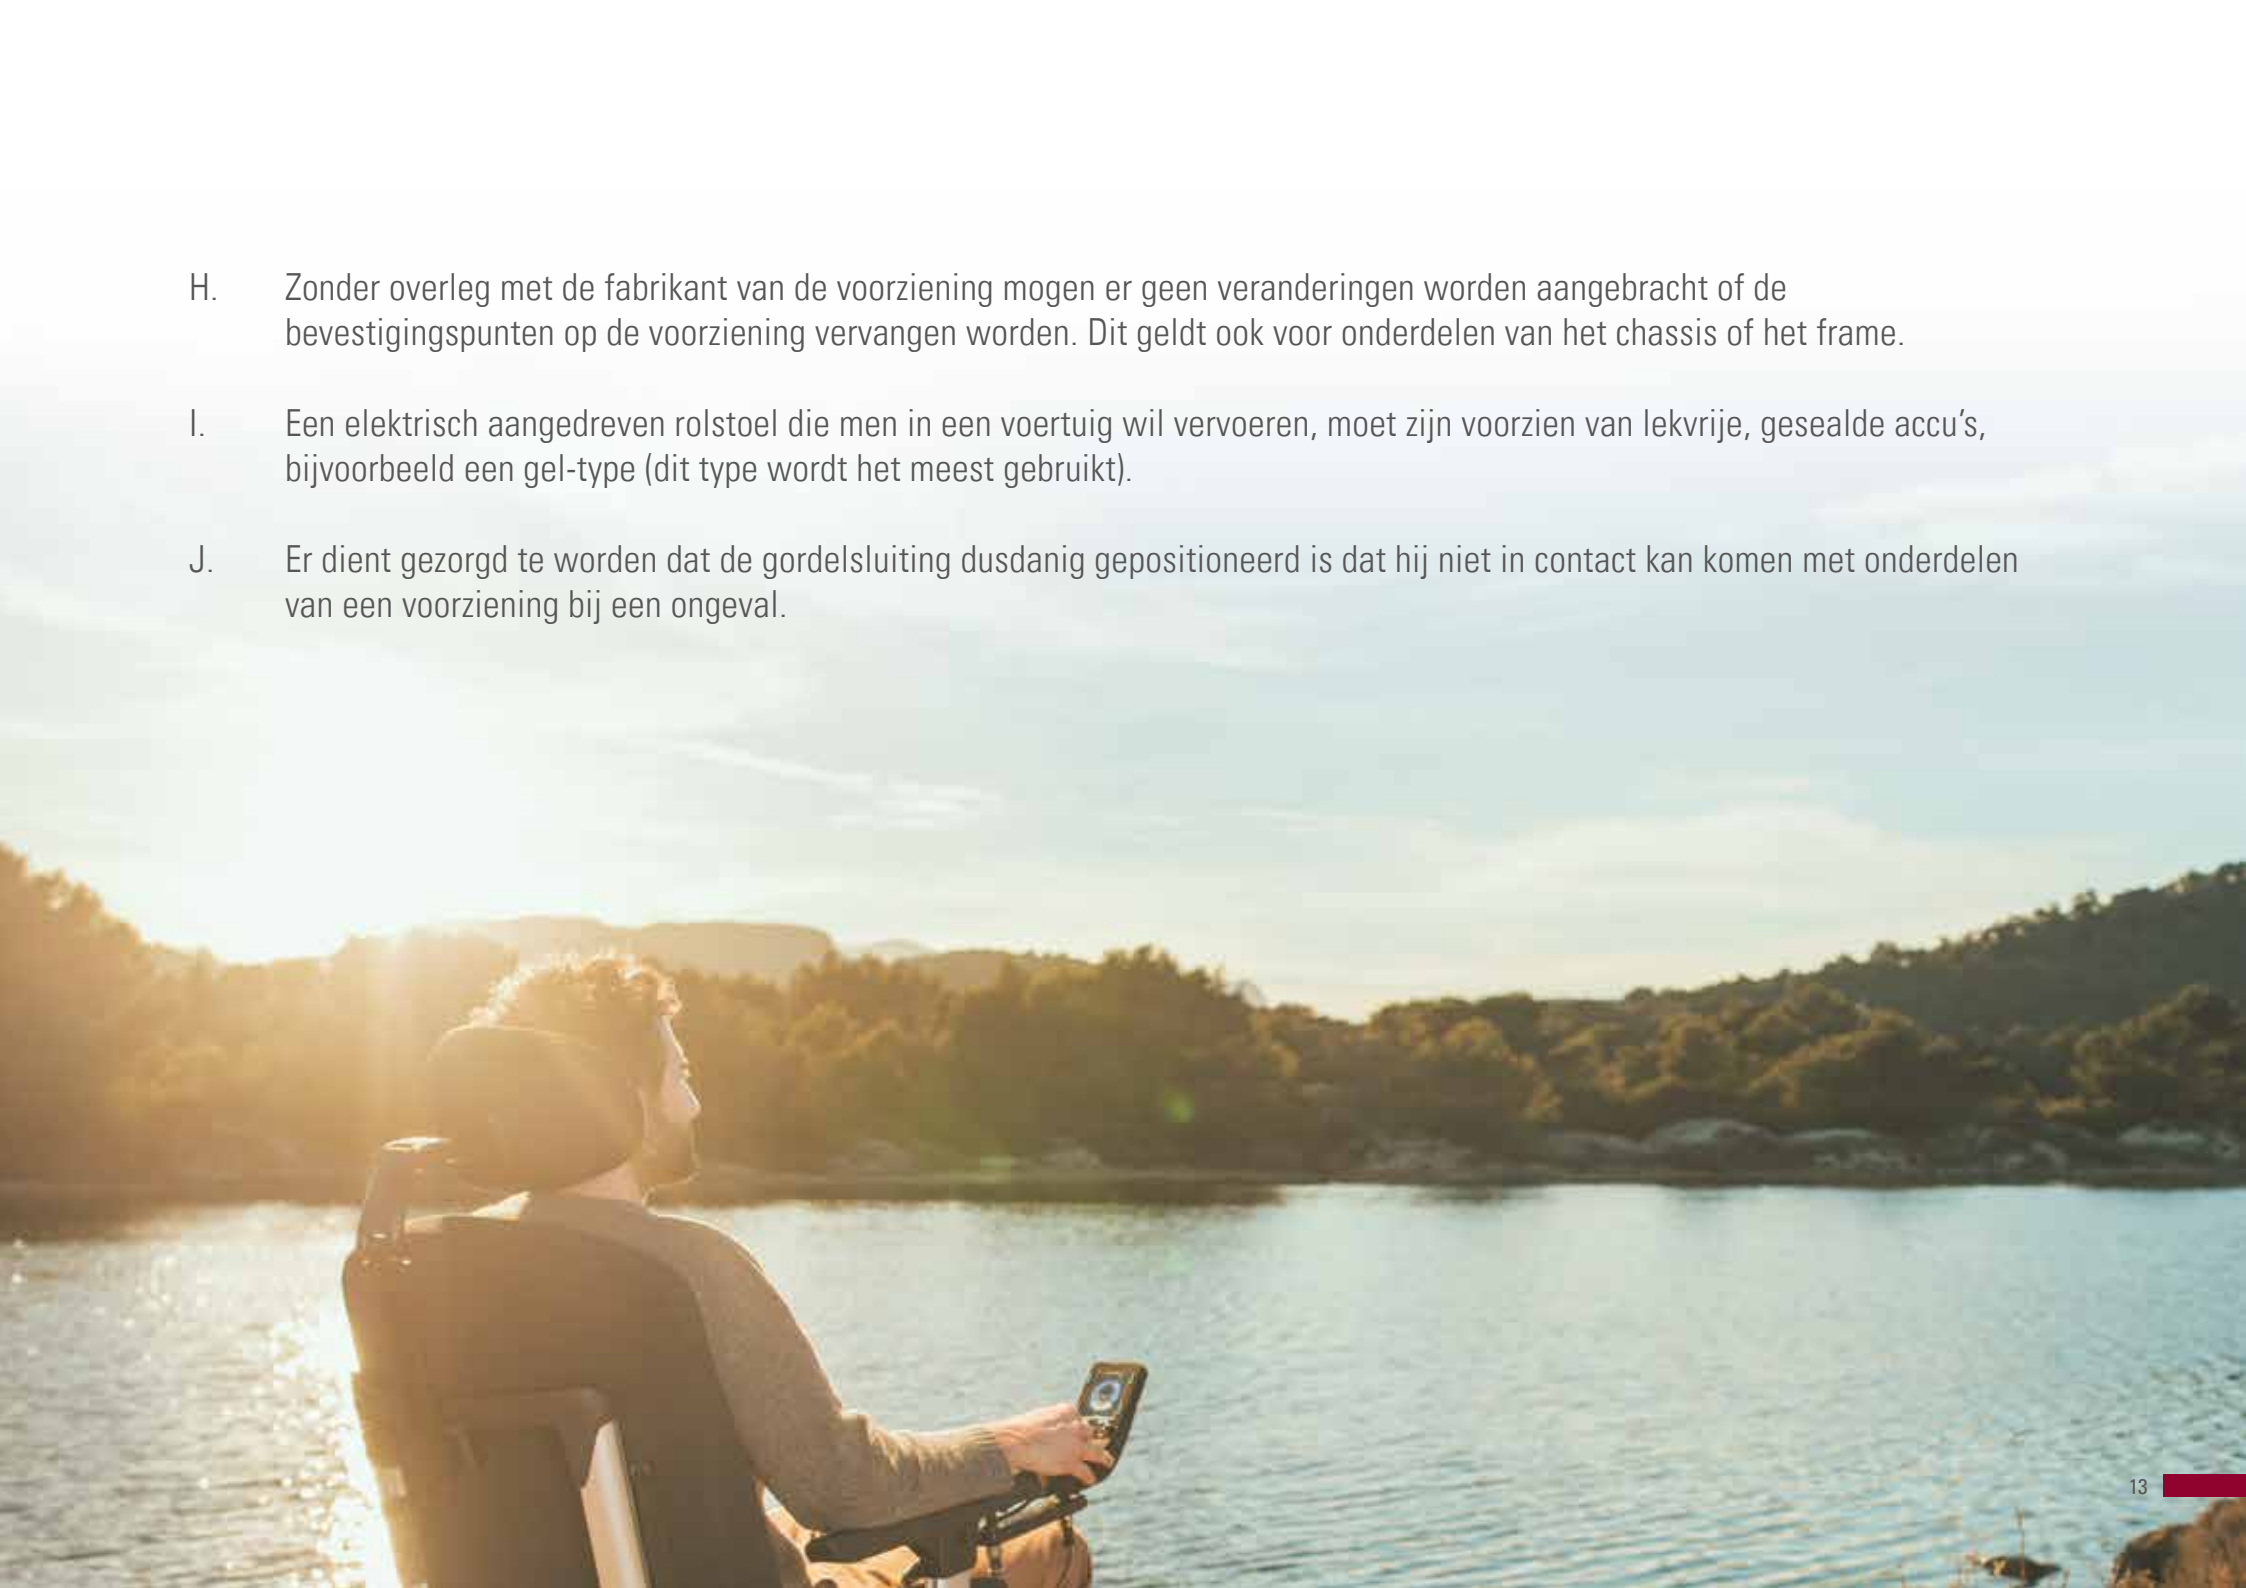 H. Zonder overleg met de fabrikant van de voorziening mogen er geen veranderingen worden aangebracht of de
bevestigingspunten op de voorziening vervangen worden. Dit geldt ook voor onderdelen van het chassis of het frame.
I. Een elektrisch aangedreven rolstoel die men in een voertuig wil vervoeren, moet zijn voorzien van lekvrije, gesealde accu’s,
bijvoorbeeld een gel-type (dit type wordt het meest gebruikt).
J. Er dient gezorgd te worden dat de gordelsluiting dusdanig gepositioneerd is dat hij niet in contact kan komen met onderdelen
van een voorziening bij een ongeval.
13